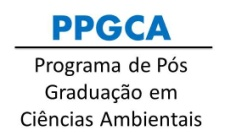 PPGCA
Programa de Pós
Graduação em
Ciências Ambientais